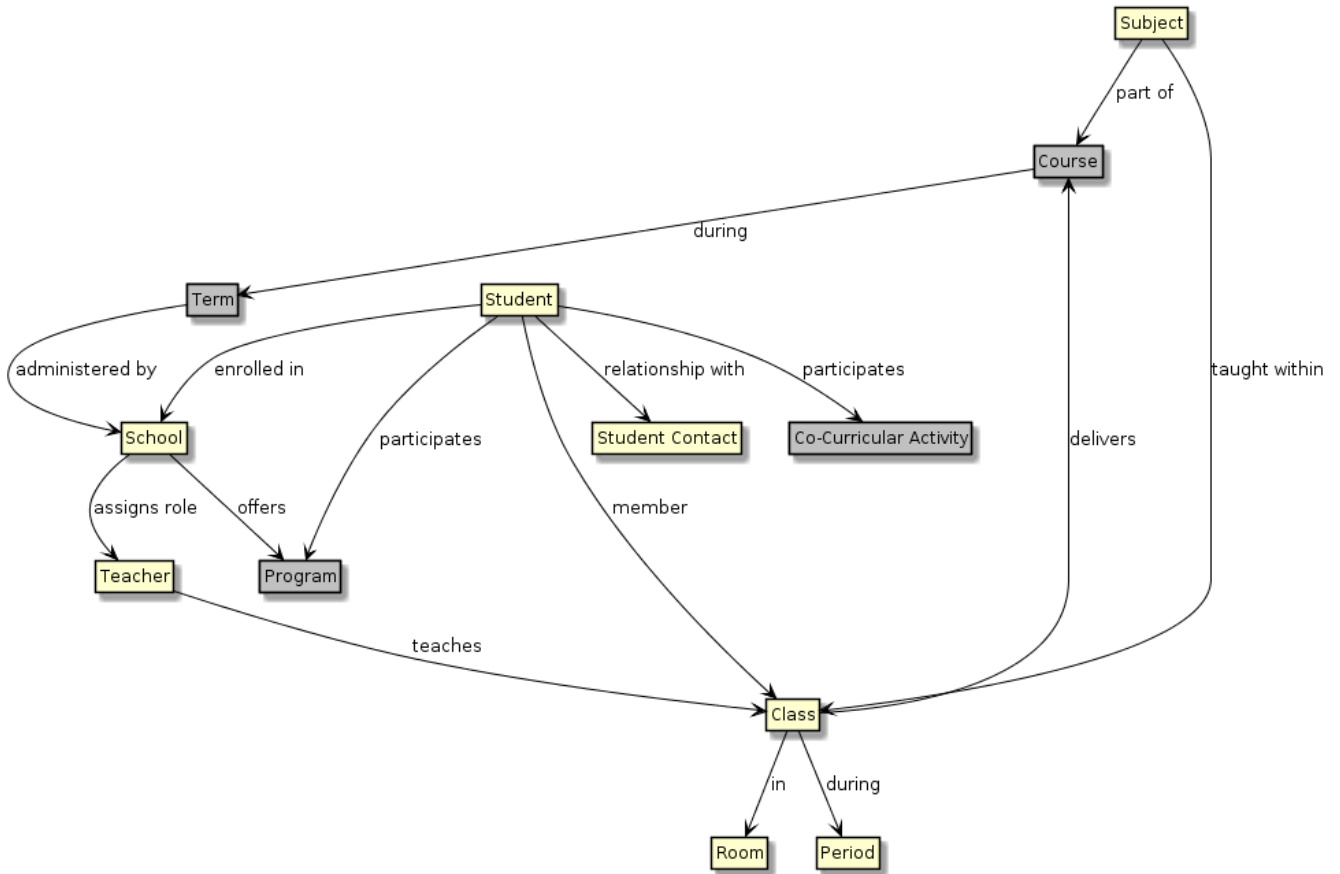 Subject
part of
Course
during
Term
Student
administered by
enrolled in
relationship with
participates
taught within
School
participates
Student Contact
Co-Curricular Activity
delivers
assigns role
offers
member
Teacher
Program
teaches
Class
in
during
Room
Period